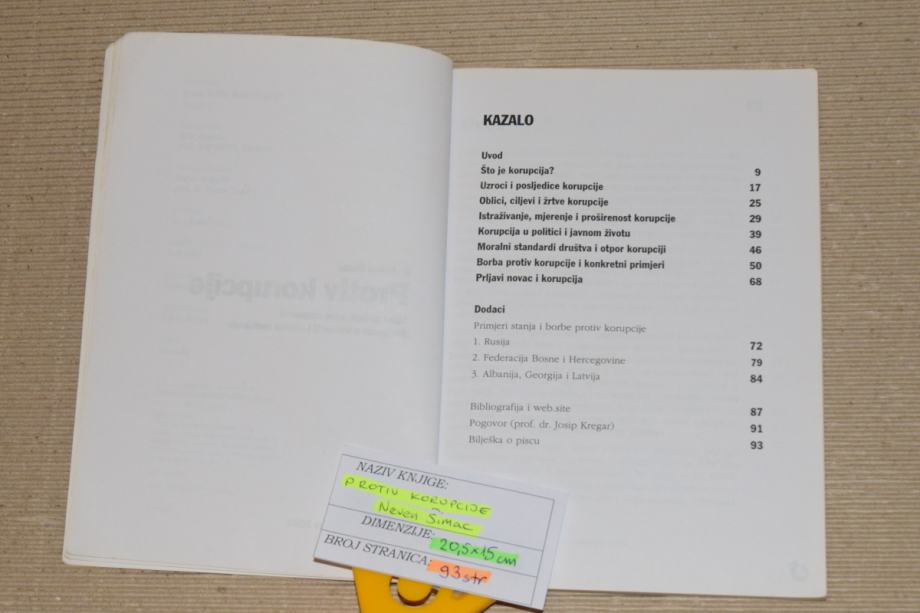 KAZALO
Uvod
Što je korupcija? 9
Uzroci i posljedice korupcije 17
Oblici, ciljevi i žrtve korupcije 25
Istraživanje, mjerenje i proširenost korupcije 29
Korupcija u politici i javnom životu 39
Moralni standardi društva i otpor korupciji 46
Borba protiv korupcije i konkretni primjeri 50
Prljavi novac i korupcija 68
Dodaci
Primjeri stanja i borbe protiv korupcije
1. Rusija 72
2. Federacija Bosne i Hercegovine 79
3. Albanija, Georgija i Latvija 84
Bibliografija i web.site 87
Pogovor (prof. dr. Josip Kregar) 91
Bilješka o piscu 93
NAZIV KNJIGE:
PROTIV KORUPCIJE
Neven Šimac
DIMENZIJE: 20,5x15 cm
BROJ STRANICA: 93 str